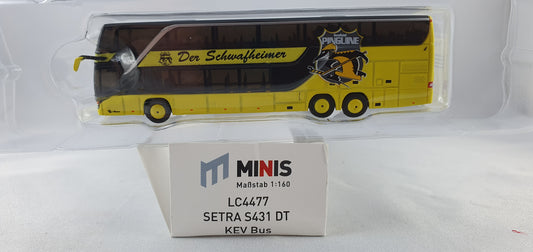 PINGUINE
Der Schwafheimer
MINIS
Maßstab 1:160
LC4477
SETRA S431 DT
KEV Bus